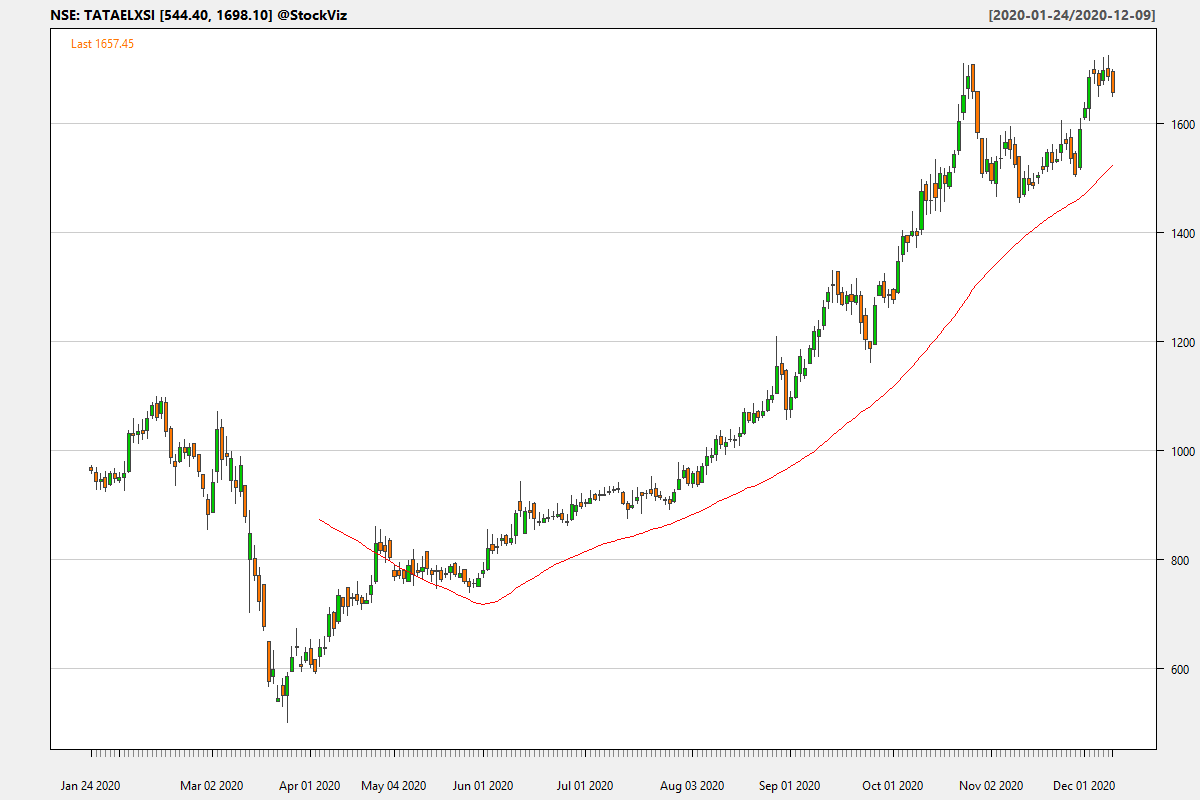 NSE: TATAELXSI [544.40, 1698.10] @StockViz
[2020-01-24/2020-12-09]
Last 1657.45
1600
1400
1200
1000
800
600
Jan 24 2020 Mar 02 2020 Apr 01 2020 May 04 2020 Jun 01 2020 Jul 01 2020 Aug 03 2020 Sep 01 2020 Oct 01 2020 Nov 02 2020 Dec 01 2020